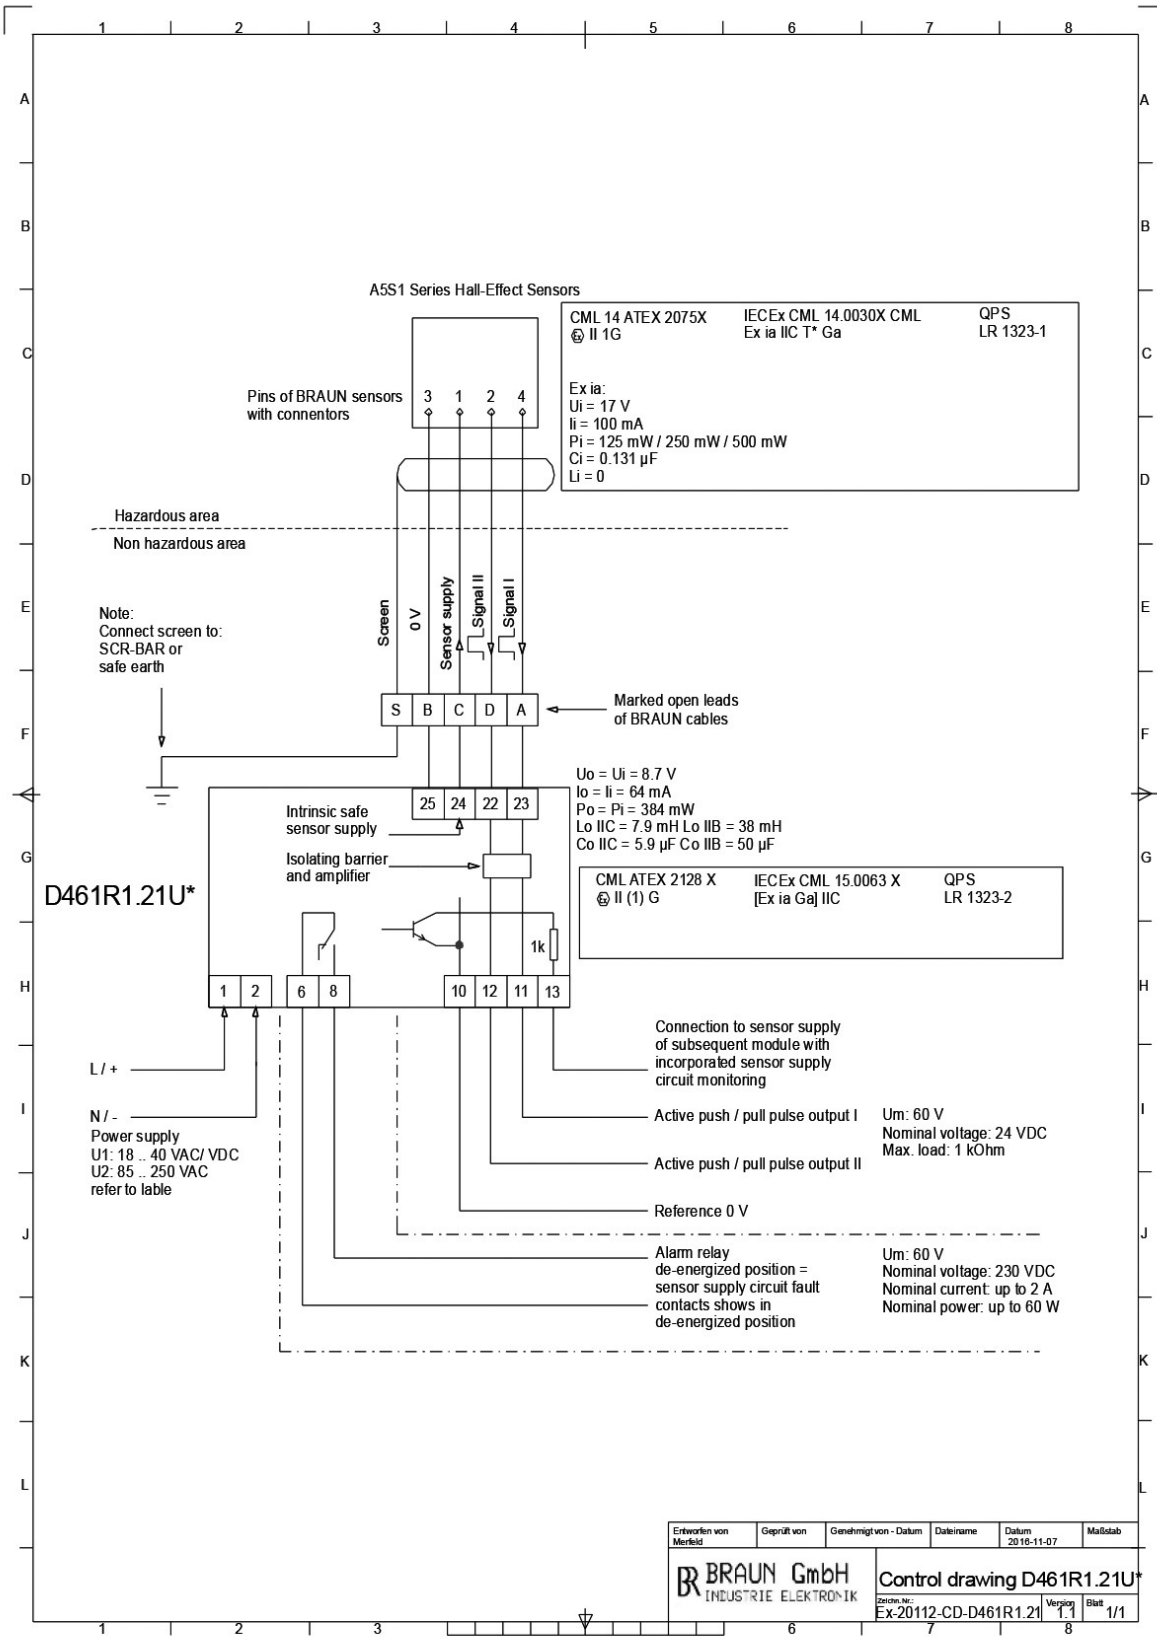 1 2 3 4 5 6 7 8
A A
B B
A5S1 Series Hall-Effect Sensors
CML 14 ATEX 2075X IECEx CML 14.0030X CML QPS
Ex II 1G Ex ia IIC T* Ga LR 1323-1
C C
Pins of BRAUN sensors
with connentors
3 1 2 4
Ex ia:
Ui = 17 V
Ii = 100 mA
Pi = 125 mW / 250 mW / 500 mW
Ci = 0.131 µF
Li = 0
D D
Hazardous area
Non hazardous area
E E
Note:
Connect screen to:
SCR-BAR or
safe earth
Screen
0 V
Sensor supply
Signal II
Signal I
S B C D A
Marked open leads
of BRAUN cables
F F
Uo = Ui = 8.7 V
Io = Ii = 64 mA
Po = Pi = 384 mW
Lo IIC = 7.9 mH Lo IIB = 38 mH
Co IIC = 5.9 µF Co IIB = 50 µF
25 24 22 23
Intrinsic safe
sensor supply
Isolating barrier
and amplifier
G G
D461R1.21U*
CML ATEX 2128 X IECEx CML 15.0063 X QPS
Ex II (1) G [Ex ia Ga] IIC LR 1323-2
1k
H H
1 2 6 8 10 12 11 13
Connection to sensor supply
of subsequent module with
incorporated sensor supply
circuit monitoring
L / +
I I
N / -
Power supply
U1: 18 .. 40 VAC/ VDC
U2: 85 .. 250 VAC
refer to lable
Active push / pull pulse output I
Active push / pull pulse output II
Um: 60 V
Nominal voltage: 24 VDC
Max. load: 1 kOhm
Reference 0 V
J J
Alarm relay
de-energized position =
sensor supply circuit fault
contacts shows in
de-energized position
Um: 60 V
Nominal voltage: 230 VDC
Nominal current: up to 2 A
Nominal power: up to 60 W
K K
L L
Entworfen von
Merfeld
Geprüft von
Genehmigt von - Datum
Dateiname
Datum
2016-11-07
Maßstab
BR BRAUN GmbH
INDUSTRIE ELEKTRONIK
Control drawing D461R1.21U*
Zeichn. Nr.:
Ex-20112-CD-D461R1.21
Version
1.1
Blatt
1/1
1 2 3 6 7 8